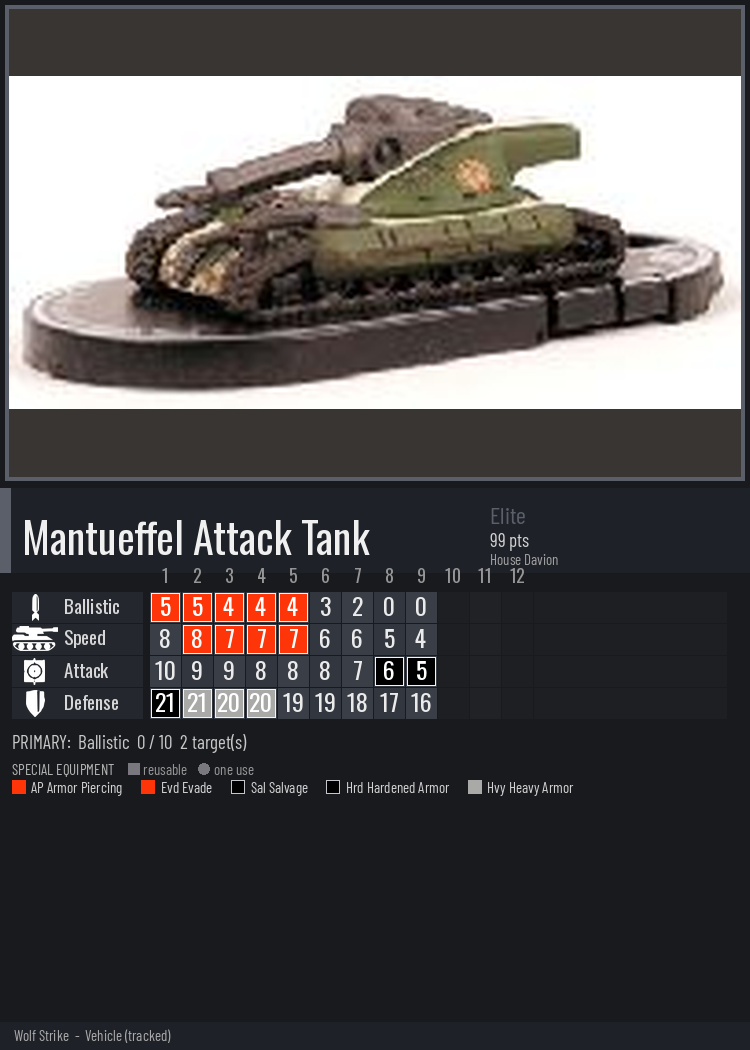 Mantueffel Attack Tank
Elite
99 pts
House Davion
1 2 3 4 5 6 7 8 9 10 11 12
Ballistic 5 5 4 4 4 3 2 0 0
Speed 8 8 7 7 7 6 6 5 4
Attack 10 9 9 8 8 8 7 6 5
Defense 21 21 20 20 19 19 18 17 16
PRIMARY: Ballistic 0 / 10 2 target(s)
SPECIAL EQUIPMENT reusable one use
AP Armor Piercing Evd Evade Sal Salvage Hrd Hardened Armor Hvy Heavy Armor
Wolf Strike - Vehicle (tracked)